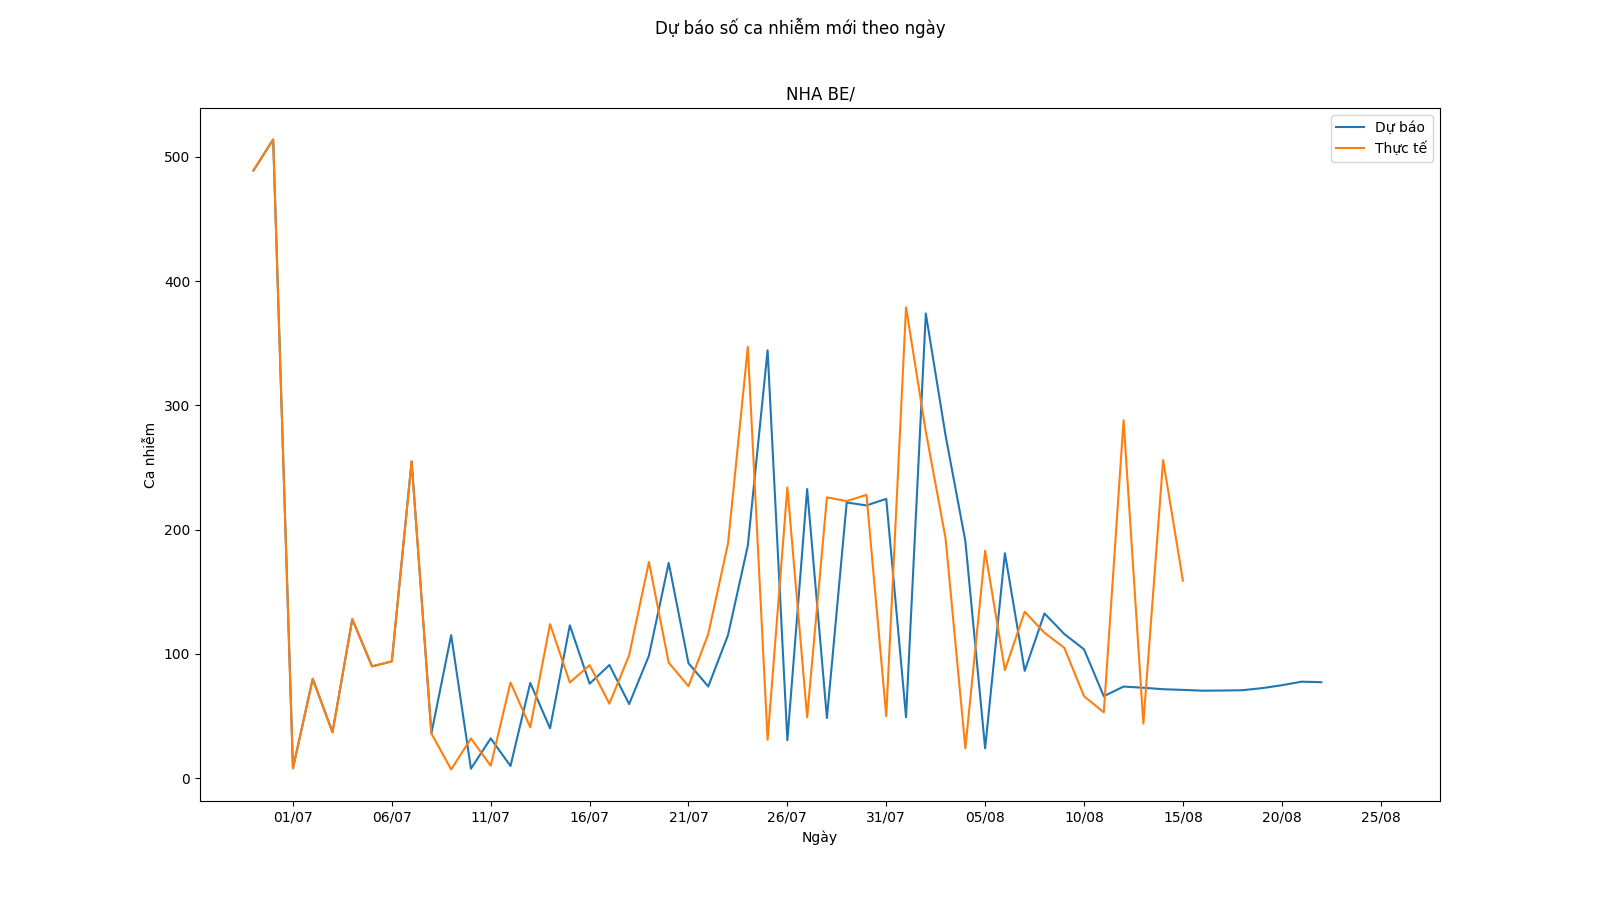 Dự báo số ca nhiễm mới theo ngày
NHA BE/
Dự báo
Thực tế
500
400
300
200
100
0
Ca nhiễm
01/07 06/07 11/07 16/07 21/07 26/07 31/07 05/08 10/08 15/08 20/08 25/08
Ngày